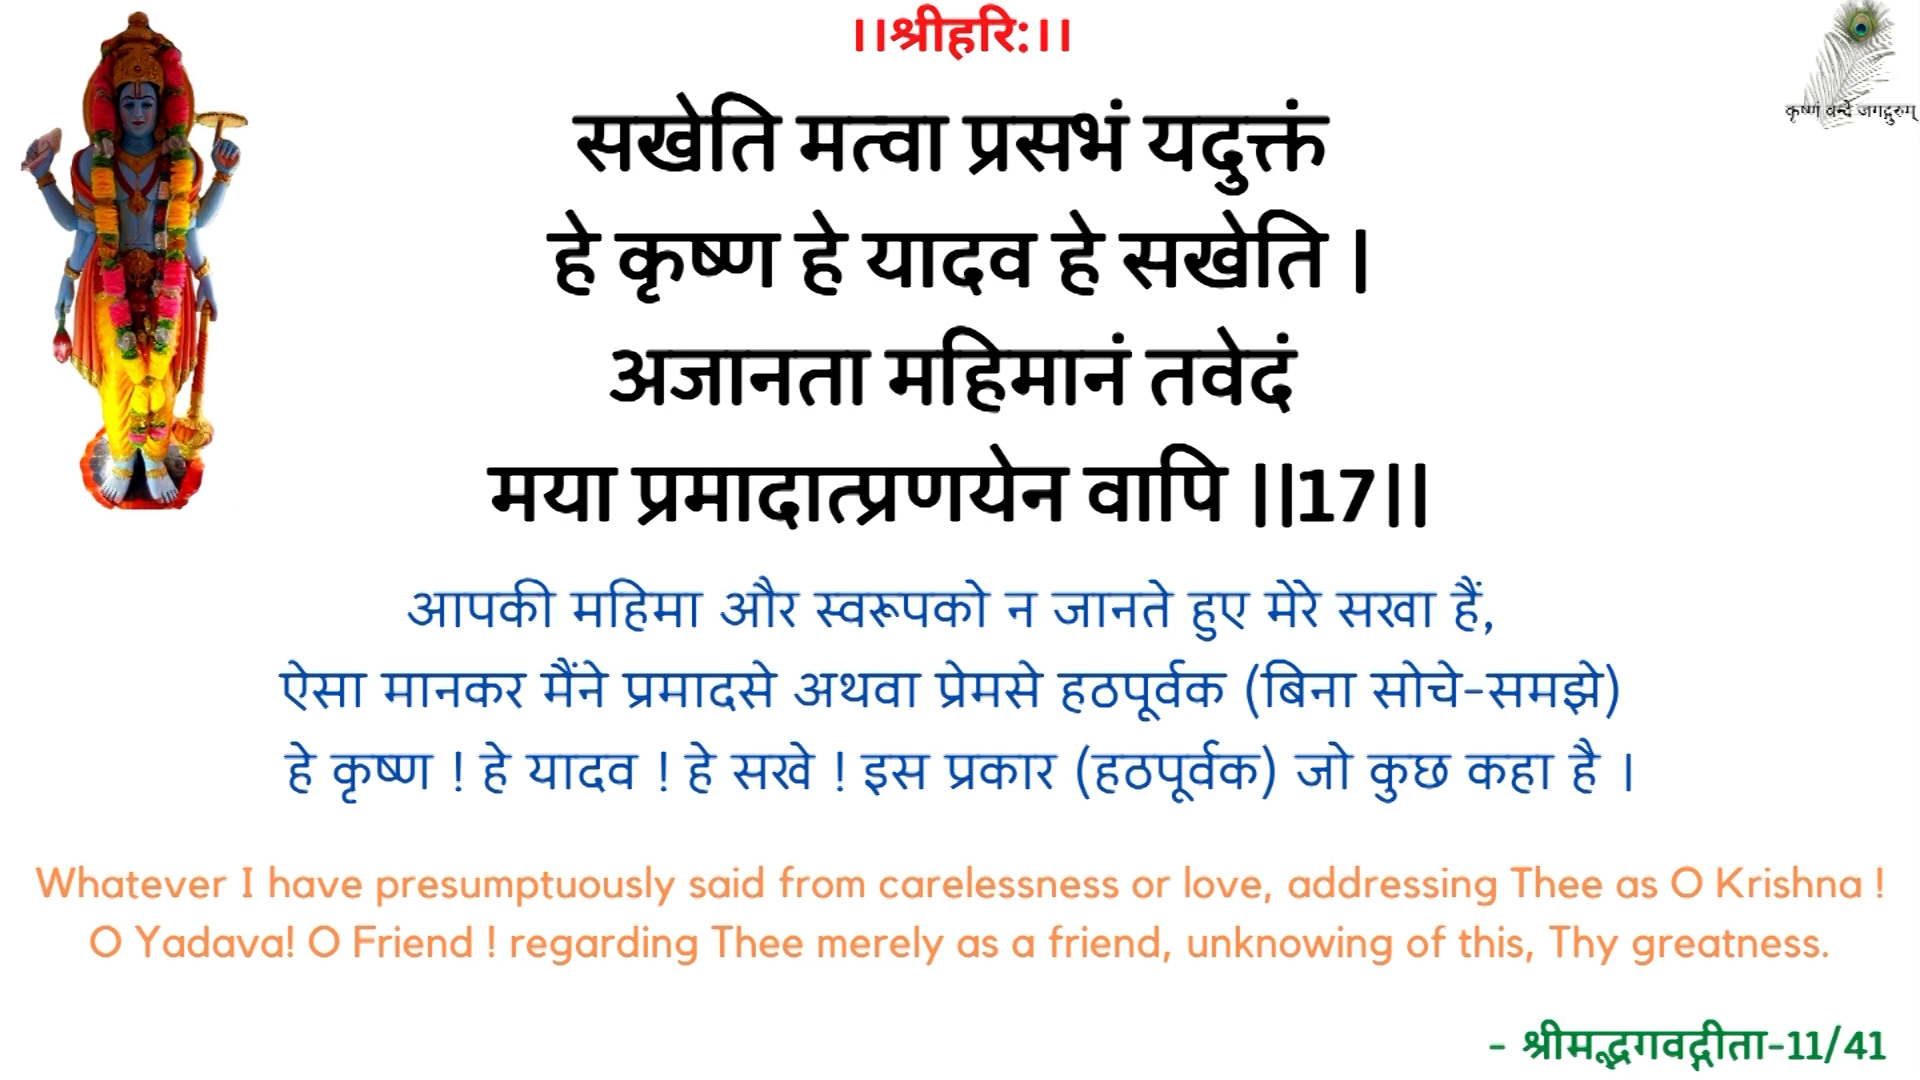 ।।श्रीहरि:।।
कृष्णं वन्दे जगद्गुरुम्
सखेति मत्वा प्रसभं यदुक्तं
हे कृष्ण हे यादव हे सखेति |
अजानता महिमानं तवेदं
मया प्रमादात्प्रणयेन वापि ||17||
आपकी महिमा और स्वरूपको न जानते हुए मेरे सखा हैं,
ऐसा मानकर मैंने प्रमादसे अथवा प्रेमसे हठपूर्वक (बिना सोचे-समझे)
हे कृष्ण ! हे यादव ! हे सखे ! इस प्रकार (हठपूर्वक) जो कुछ कहा है ।
Whatever I have presumptuously said from carelessness or love, addressing Thee as O Krishna !
O Yadava! O Friend ! regarding Thee merely as a friend, unknowing of this, Thy greatness.
- श्रीमद्भगवद्गीता-11/41